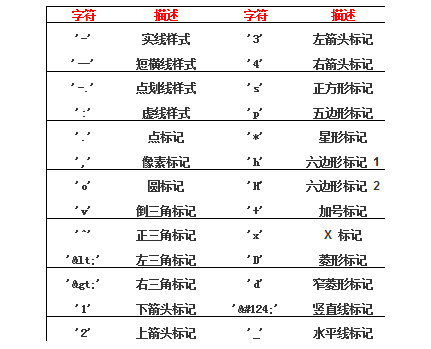 字符 描述 字符 描述
'-' 实线样式 '3' 左箭头标记
'--' 短横线样式 '4' 右箭头标记
'-.' 点划线样式 's' 正方形标记
':' 虚线样式 'p' 五边形标记
'.' 点标记 '*' 星形标记
',' 像素标记 'h' 六边形标记 1
'o' 圆标记 'H' 六边形标记 2
'v' 倒三角标记 '+' 加号标记
'^' 正三角标记 'x' X 标记
'&lt;' 左三角标记 'D' 菱形标记
'&gt;' 右三角标记 'd' 窄菱形标记
'1' 下箭头标记 '&#124;' 竖直线标记
'2' 上箭头标记 '_' 水平线标记